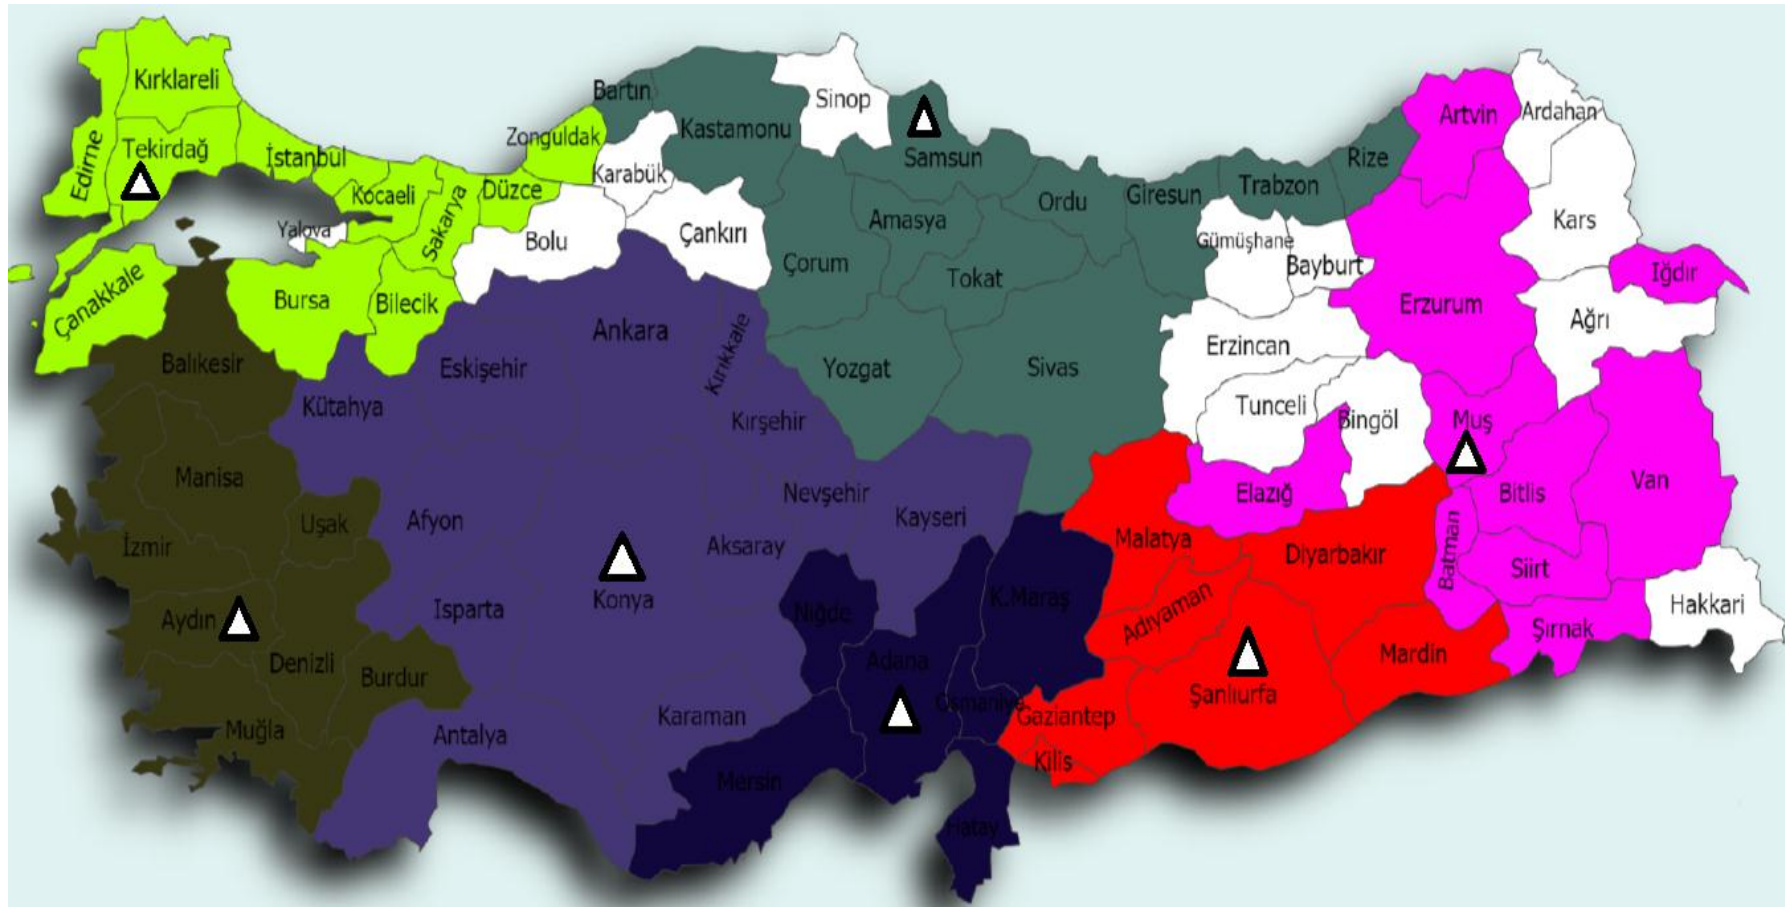 Kırklareli
Edirne
Tekirdağ
İstanbul
Kocaeli
Yalova
Sakarya
Düzce
Zonguldak
Bartın
Karabük
Kastamonu
Sinop
Samsun
Bolu
Çankırı
Çorum
Amasya
Tokat
Ordu
Giresun
Trabzon
Rize
Artvin
Ardahan
Kars
Iğdır
Ağrı
Gümüşhane
Bayburt
Erzurum
Erzincan
Çanakkale
Bursa
Bilecik
Balıkesir
Kütahya
Eskişehir
Ankara
Kırıkkale
Kırşehir
Yozgat
Sivas
Tunceli
Bingöl
Muş
Elazığ
Bitlis
Van
Manisa
Uşak
Afyon
İzmir
Nevşehir
Aksaray
Kayseri
Malatya
Diyarbakır
Batman
Siirt
Hakkari
Şırnak
Mardin
Şanlıurfa
Adıyaman
K.Maraş
Niğde
Konya
Isparta
Aydın
Denizli
Burdur
Muğla
Antalya
Karaman
Mersin
Adana
Osmaniye
Gaziantep
Kilis
Hatay